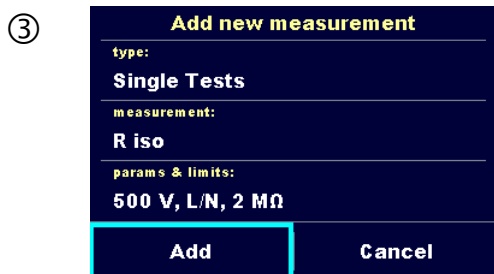 ③
Add new measurement
type:
Single Tests
measurement:
R iso
params & limits:
500 V, L/N, 2 MΩ
Add Cancel